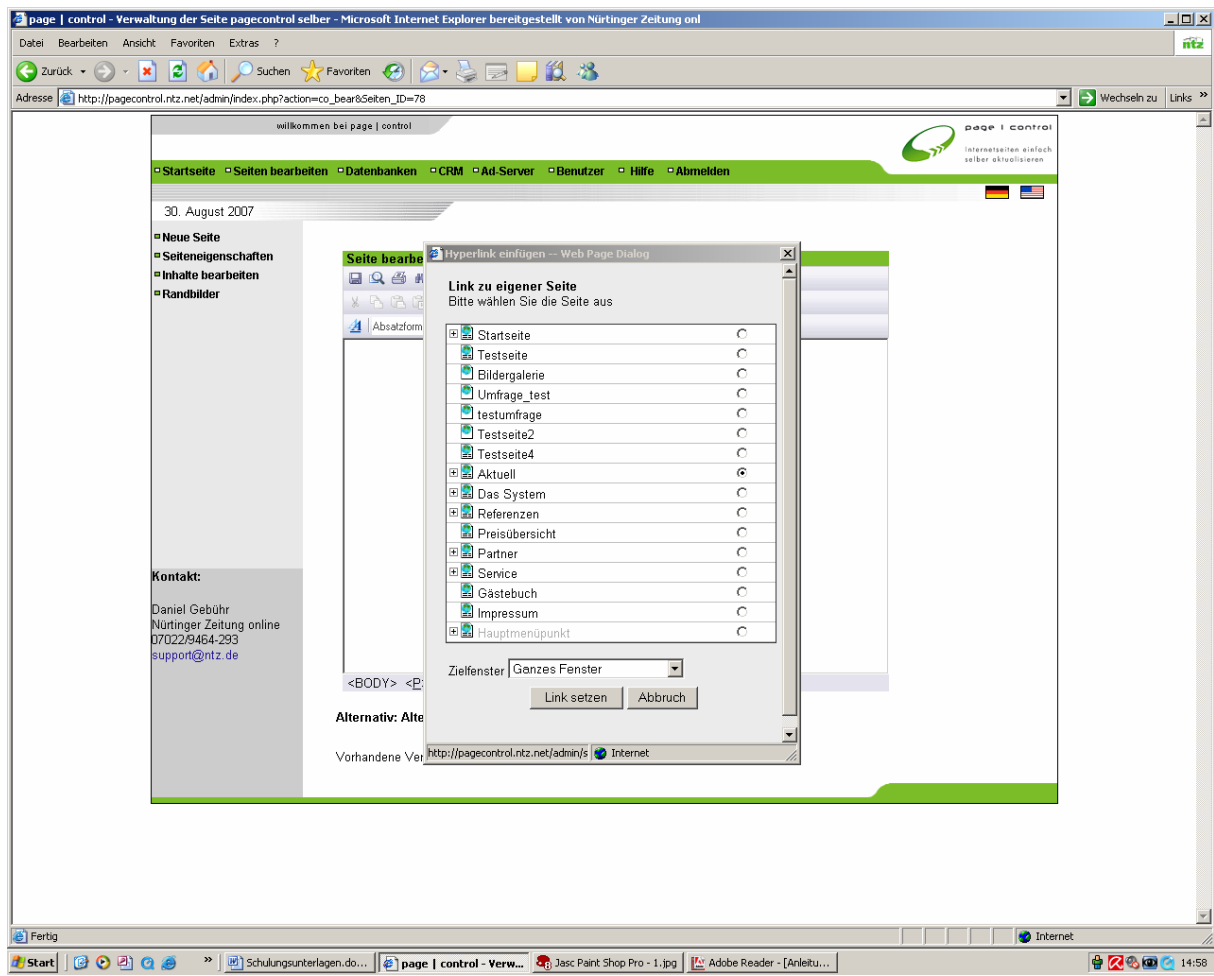 page | control - Verwaltung der Seite pagecontrol selber - Microsoft Internet Explorer bereitgestellt von Nürtinger Zeitung onl
Datei Bearbeiten Ansicht Favoriten Extras ?
ntz
Zurück Suchen Favoriten
Adresse http://pagecontrol.ntz.net/admin/index.php?action=co_bear&Seiten_ID=78 Wechseln zu Links »
willkommen bei page | control
page | control
Internetseiten einfach
selber aktualisieren
Startseite Seiten bearbeiten Datenbanken CRM Ad-Server Benutzer Hilfe Abmelden
30. August 2007
Neue Seite
Seiteneigenschaften
Inhalte bearbeiten
Randbilder
Seite bearbe
Absatzform
Hyperlink einfügen -- Web Page Dialog
Link zu eigener Seite
Bitte wählen Sie die Seite aus
Startseite
Testseite
Bildergalerie
Umfrage_test
testumfrage
Testseite2
Testseite4
Aktuell
Das System
Referenzen
Preisübersicht
Partner
Service
Gästebuch
Impressum
Hauptmenüpunkt
Zielfenster Ganzes Fenster
Link setzen Abbruch
http://pagecontrol.ntz.net/admin/s Internet
Kontakt:
Daniel Gebühr
Nürtinger Zeitung online
07022/9464-293
support@ntz.de
<BODY> <P>
Alternativ: Alte
Vorhandene Ver
Fertig Internet
Start » Schulungsunterlagen.do... page | control - Verw... Jasc Paint Shop Pro - 1.jpg Adobe Reader - [Anleitu... 14:58